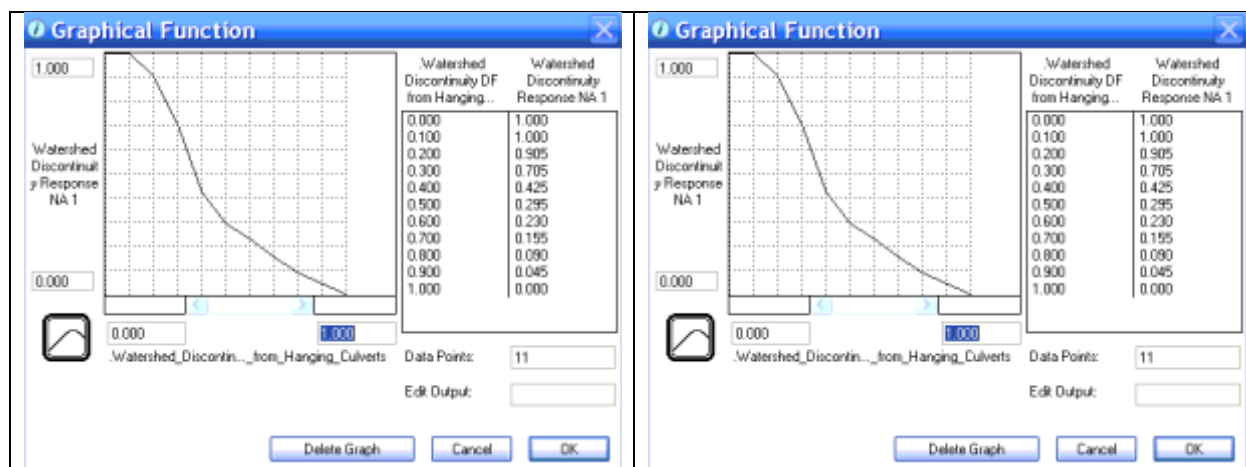 Graphical Function
1.000
.Watershed
Discontinuity DF
from Hanging...
Watershed
Discontinuity
Response NA 1
Watershed
Discontinuit
y Response
NA 1
0.000 1.000
0.100 1.000
0.200 0.905
0.300 0.705
0.400 0.425
0.500 0.295
0.600 0.230
0.700 0.155
0.800 0.090
0.900 0.045
1.000 0.000
0.000
0.000
1.000
.Watershed_Discontin..._from_Hanging_Culverts
Data Points: 11
Edit Output:
Delete Graph
Cancel
OK
Graphical Function
1.000
.Watershed
Discontinuity DF
from Hanging...
Watershed
Discontinuity
Response NA 1
Watershed
Discontinuit
y Response
NA 1
0.000 1.000
0.100 1.000
0.200 0.905
0.300 0.705
0.400 0.425
0.500 0.295
0.600 0.230
0.700 0.155
0.800 0.090
0.900 0.045
1.000 0.000
0.000
0.000
1.000
.Watershed_Discontin..._from_Hanging_Culverts
Data Points: 11
Edit Output:
Delete Graph
Cancel
OK